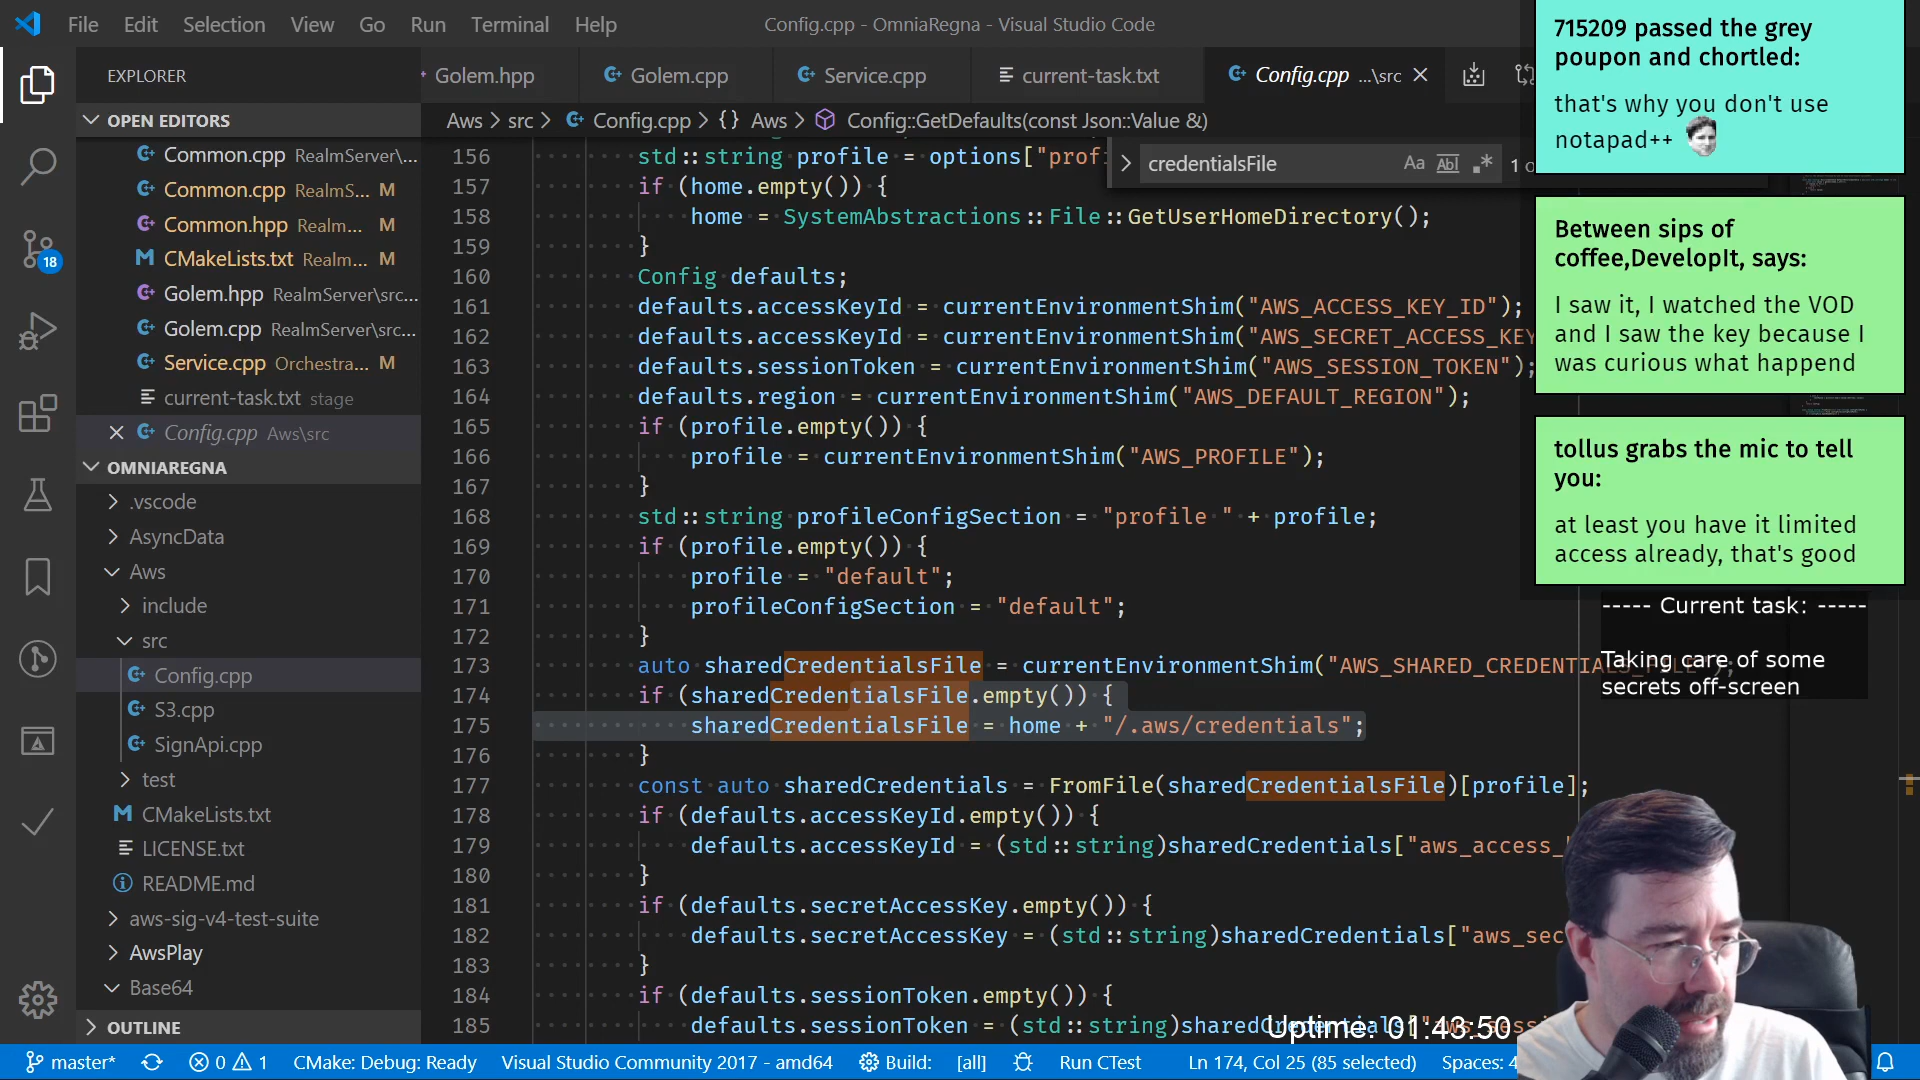 File Edit Selection View Go Run Terminal Help
Config.cpp - OmniaRegna - Visual Studio Code
EXPLORER
Golem.hpp
Golem.cpp
Service.cpp
current-task.txt
Config.cpp ...\src
OPEN EDITORS
Common.cpp RealmServer\...
Common.cpp RealmS... M
Common.hpp Realm... M
CMakeLists.txt Realm... M
Golem.hpp RealmServer\src...
Golem.cpp RealmServer\src...
Service.cpp Orchestra... M
current-task.txt stage
Config.cpp Aws\src
OMNIAREGNA
.vscode
AsyncData
Aws
include
src
Config.cpp
S3.cpp
SignApi.cpp
test
CMakeLists.txt
LICENSE.txt
README.md
aws-sig-v4-test-suite
AwsPlay
Base64
OUTLINE
18
Aws > src > Config.cpp > {} Aws > Config::GetDefaults(const Json::Value &)
credentialsFile Aa Abl .* 1 o
156 std::string profile = options["prof
157 if (home.empty()) {
158 home = SystemAbstractions::File::GetUserHomeDirectory();
159 }
160 Config defaults;
161 defaults.accessKeyId = currentEnvironmentShim("AWS_ACCESS_KEY_ID");
162 defaults.accessKeyId = currentEnvironmentShim("AWS_SECRET_ACCESS_KEY
163 defaults.sessionToken = currentEnvironmentShim("AWS_SESSION_TOKEN");
164 defaults.region = currentEnvironmentShim("AWS_DEFAULT_REGION");
165 if (profile.empty()) {
166 profile = currentEnvironmentShim("AWS_PROFILE");
167 }
168 std::string profileConfigSection = "profile " + profile;
169 if (profile.empty()) {
170 profile = "default";
171 profileConfigSection = "default";
172 }
173 auto sharedCredentialsFile = currentEnvironmentShim("AWS_SHARED_CREDENTIALS_FILE");
174 if (sharedCredentialsFile.empty()) {
175 sharedCredentialsFile = home + "/.aws/credentials";
176 }
177 const auto sharedCredentials = FromFile(sharedCredentialsFile)[profile];
178 if (defaults.accessKeyId.empty()) {
179 defaults.accessKeyId = (std::string)sharedCredentials["aws_access_
180 }
181 if (defaults.secretAccessKey.empty()) {
182 defaults.secretAccessKey = (std::string)sharedCredentials["aws_sec
183 }
184 if (defaults.sessionToken.empty()) {
185 defaults.sessionToken = (std::string)sharedCredentials["aws_sessi
715209 passed the grey
poupon and chortled:
that's why you don't use
notapad++
Between sips of
coffee,DevelopIt, says:
I saw it, I watched the VOD
and I saw the key because I
was curious what happend
tollus grabs the mic to tell
you:
at least you have it limited
access already, that's good
----- Current task: -----
Taking care of some
secrets off-screen
Uptime: 01:43:50
master* 0 1 CMake: Debug: Ready Visual Studio Community 2017 - amd64 Build: [all] Run CTest Ln 174, Col 25 (85 selected) Spaces: 4